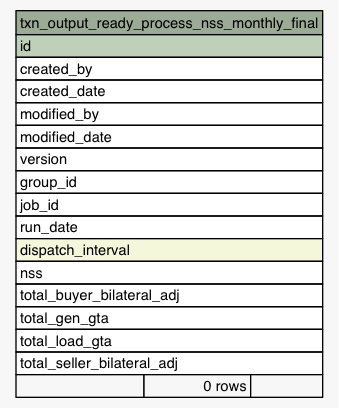 txn_output_ready_process_nss_monthly_final
id
created_by
created_date
modified_by
modified_date
version
group_id
job_id
run_date
dispatch_interval
nss
total_buyer_bilateral_adj
total_gen_gta
total_load_gta
total_seller_bilateral_adj
0 rows